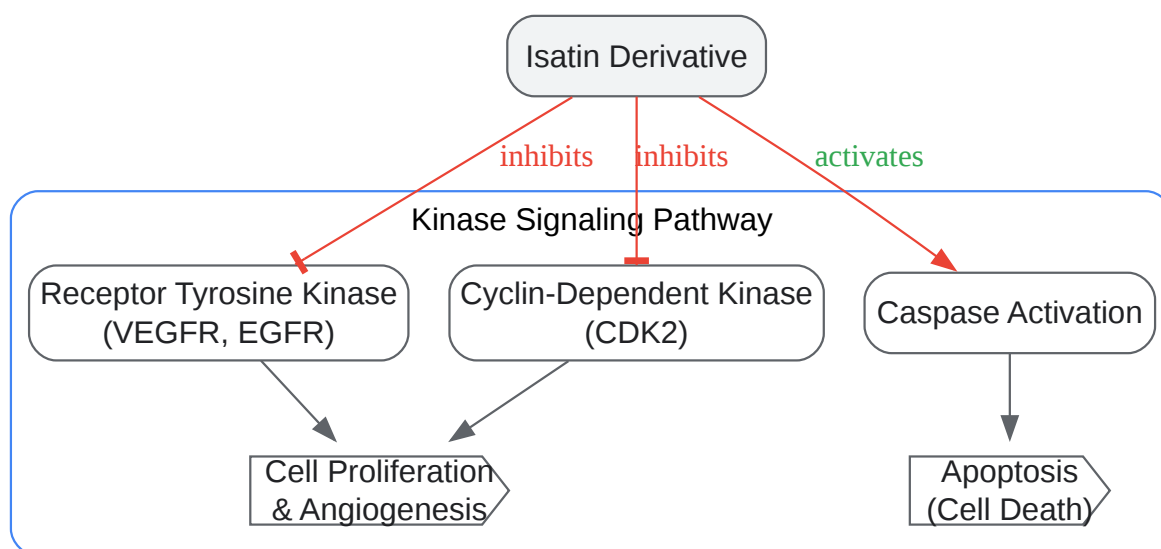 Isatin Derivative
inhibits
inhibits
activates
Kinase Signaling Pathway
Receptor Tyrosine Kinase
(VEGFR, EGFR)
Cyclin-Dependent Kinase
(CDK2)
Caspase Activation
Cell Proliferation
& Angiogenesis
Apoptosis
(Cell Death)